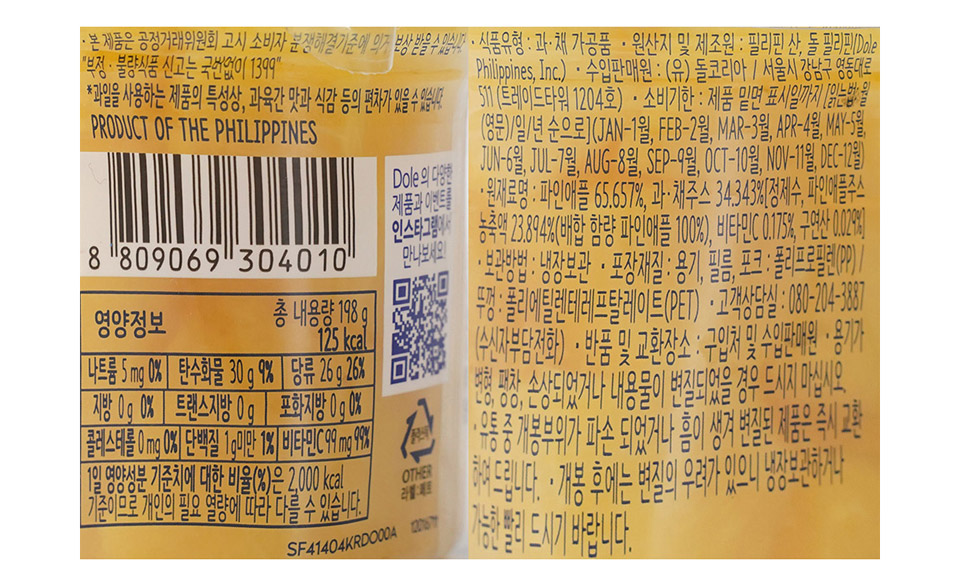 · 본 제품은 공정거래위원회 고시 소비자 분쟁해결기준에 의거 보상 받을 수 있습니다.
"부정·불량식품 신고는 국번없이 1399"
*과일을 사용하는 제품의 특성상, 과육간 맛과 식감 등의 편차가 있을 수 있습니다.
PRODUCT OF THE PHILIPPINES
8 809069 304010
Dole의 다양한
제품과 이벤트를
인스타그램에서
만나보세요!
영양정보
총 내용량 198 g
125 kcal
나트륨 5 mg 0% 탄수화물 30 g 9% 당류 26 g 26%
지방 0 g 0% 트랜스지방 0 g 포화지방 0 g 0%
콜레스테롤 0 mg 0% 단백질 1 g미만 1% 비타민C 99 mg 99%
1일 영양성분 기준치에 대한 비율(%)은 2,000 kcal
기준이므로 개인의 필요 열량에 따라 다를 수 있습니다.
OTHER
라벨:페트
SF41404KRDO00A
· 식품유형 : 과·채 가공품 · 원산지 및 제조원 : 필리핀 산, 돌 필리핀(Dole
Philippines, Inc.) · 수입판매원 : (유) 돌코리아 / 서울시 강남구 영동대로
511 (트레이드타워 1204호) · 소비기한 : 제품 밑면 표시일까지 [읽는법: 월
(영문)/일/년 순으로](JAN-1월, FEB-2월, MAR-3월, APR-4월, MAY-5월,
JUN-6월, JUL-7월, AUG-8월, SEP-9월, OCT-10월, NOV-11월, DEC-12월)
· 원재료명 : 파인애플 65.657%, 과·채주스 34.343%[정제수, 파인애플주스
농축액 23.894%(배합 함량 파인애플 100%), 비타민C 0.175%, 구연산 0.029%]
· 보관방법 : 냉장보관 · 포장재질 : 용기, 필름, 포크 : 폴리프로필렌(PP) /
뚜껑 : 폴리에틸렌테레프탈레이트(PET) · 고객상담실 : 080-204-3887
(수신자부담전화) · 반품 및 교환장소 : 구입처 및 수입판매원 · 용기가
변형, 팽창, 손상되었거나 내용물이 변질되었을 경우 드시지 마십시오.
· 유통 중 개봉부위가 파손 되었거나 흠이 생겨 변질된 제품은 즉시 교환
하여 드립니다. · 개봉 후에는 변질의 우려가 있으니 냉장보관하거나
가능한 빨리 드시기 바랍니다.